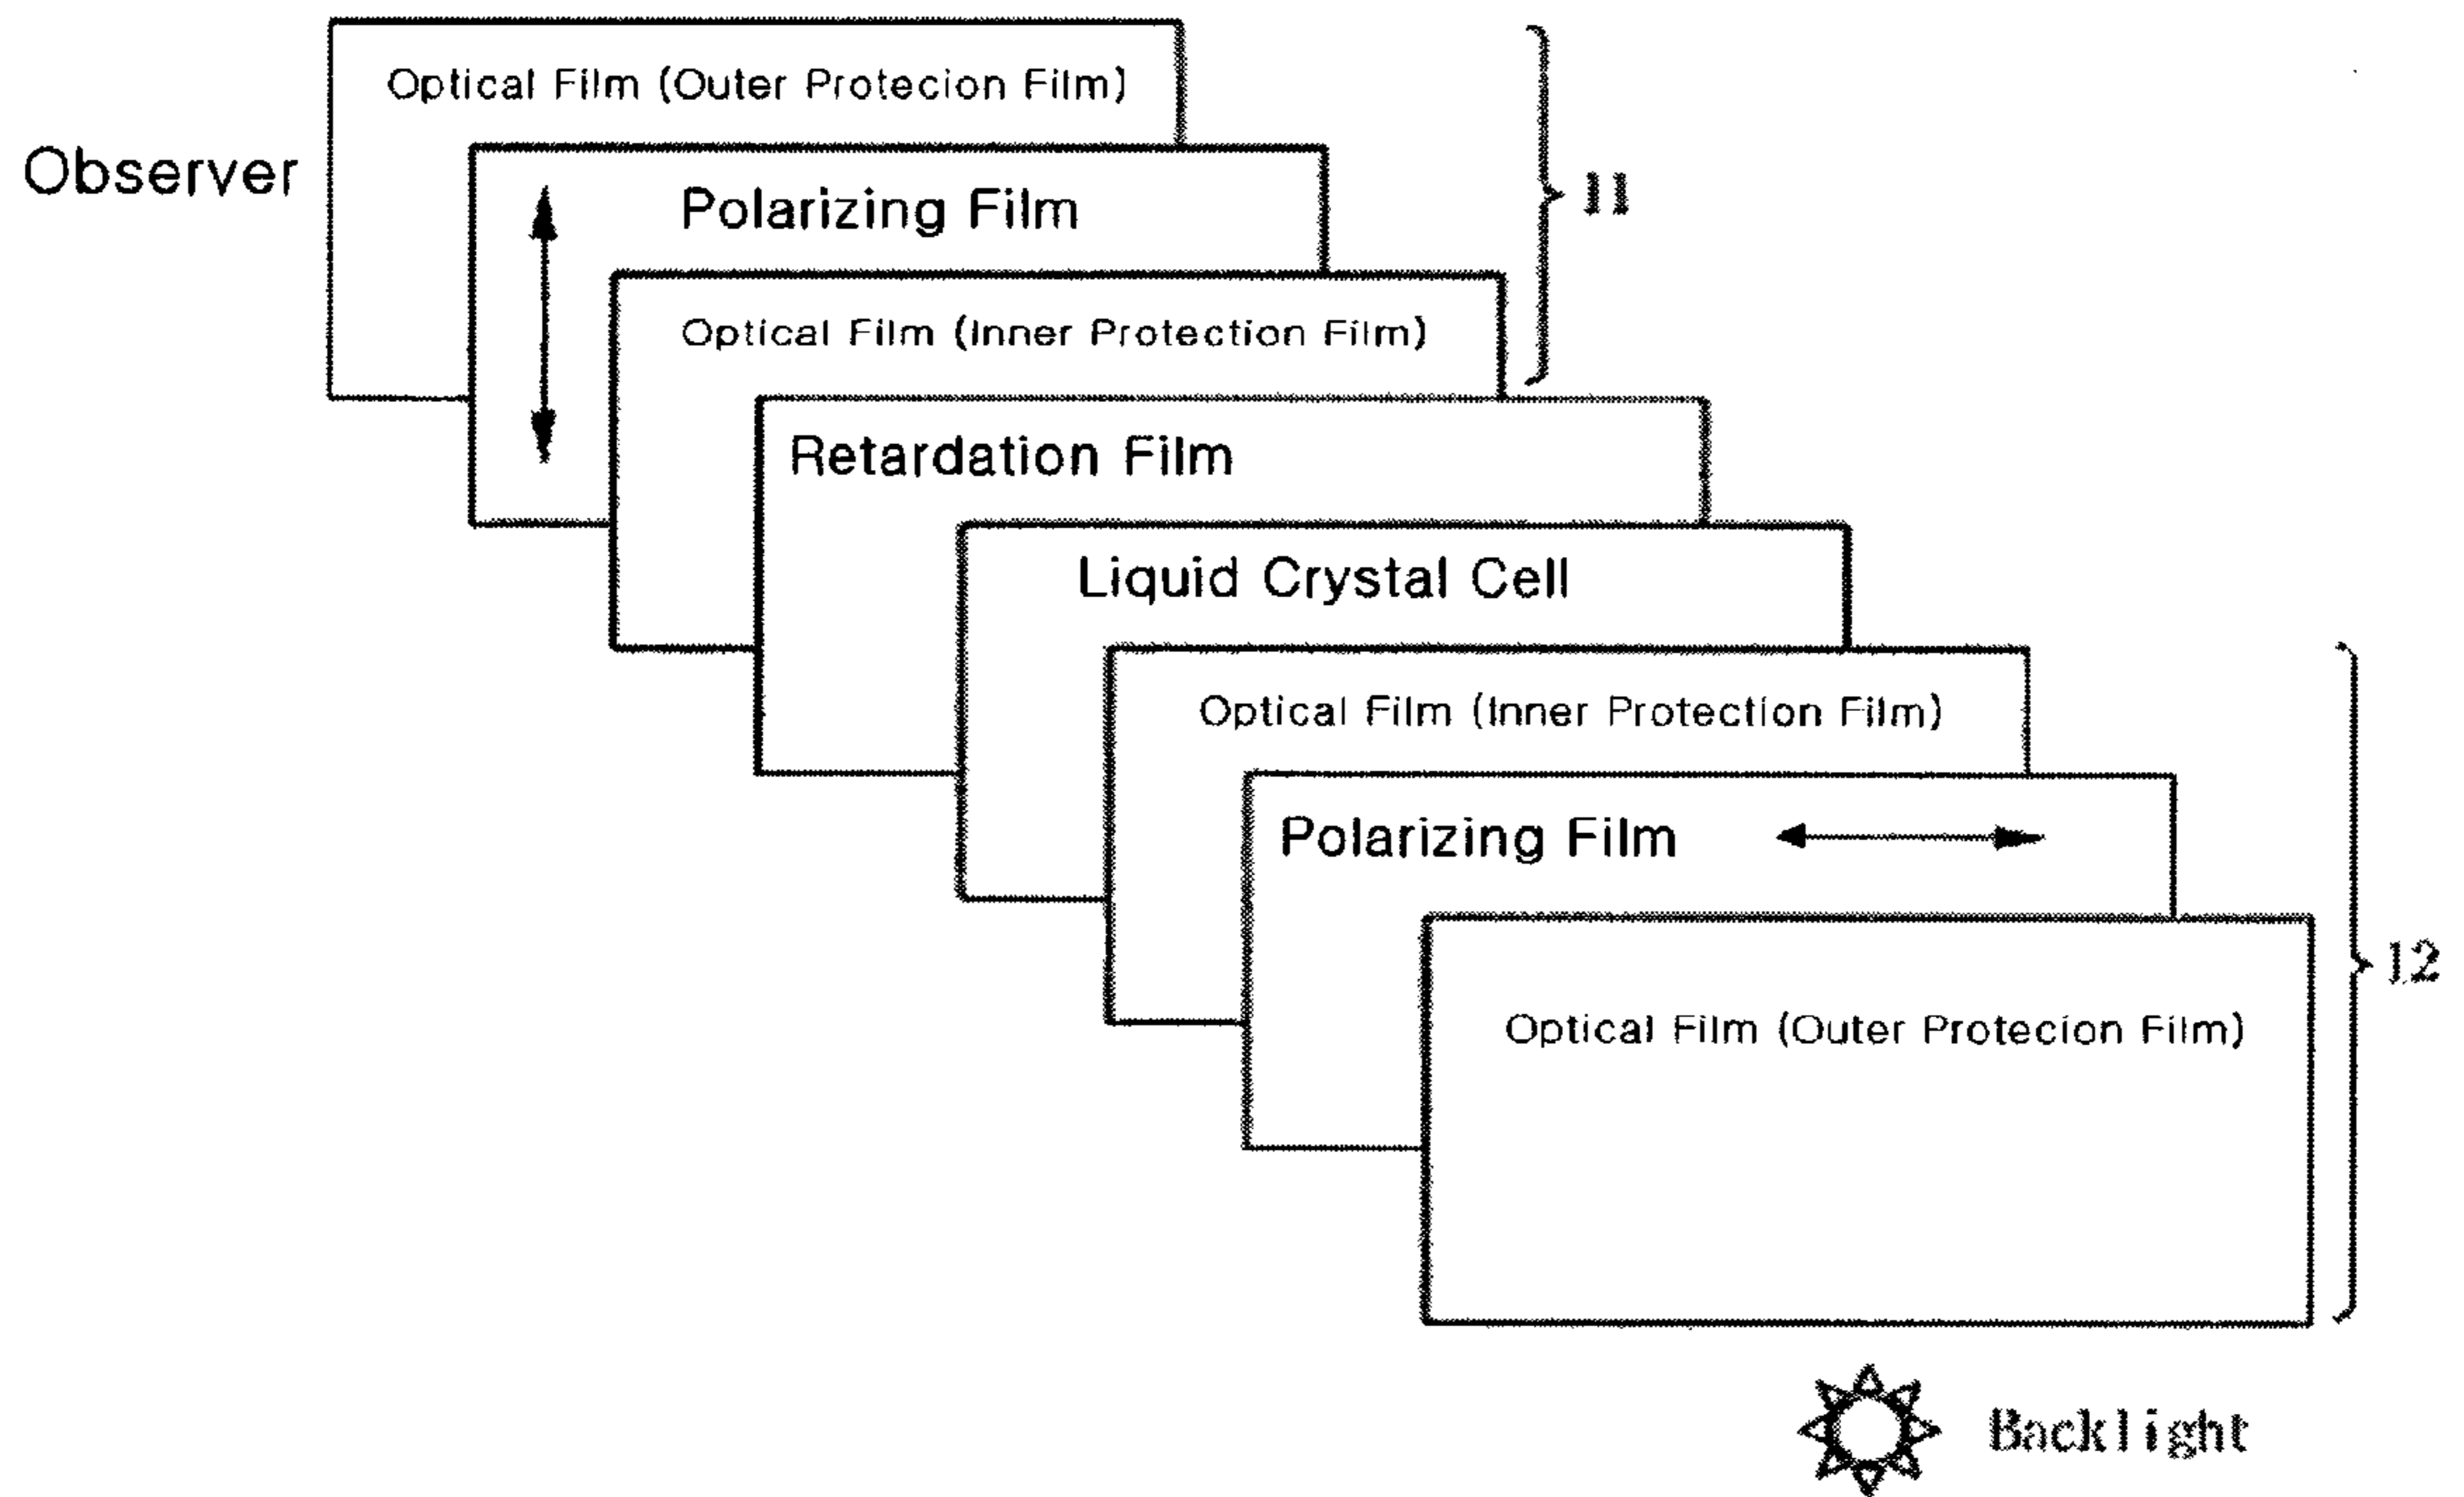 Optical Film (Outer Protecion Film)
Observer
Polarizing Film
11
Optical Film (Inner Protection Film)
Retardation Film
Liquid Crystal Cell
Optical Film (Inner Protection Film)
Polarizing Film
12
Optical Film (Outer Protecion Film)
Backlight